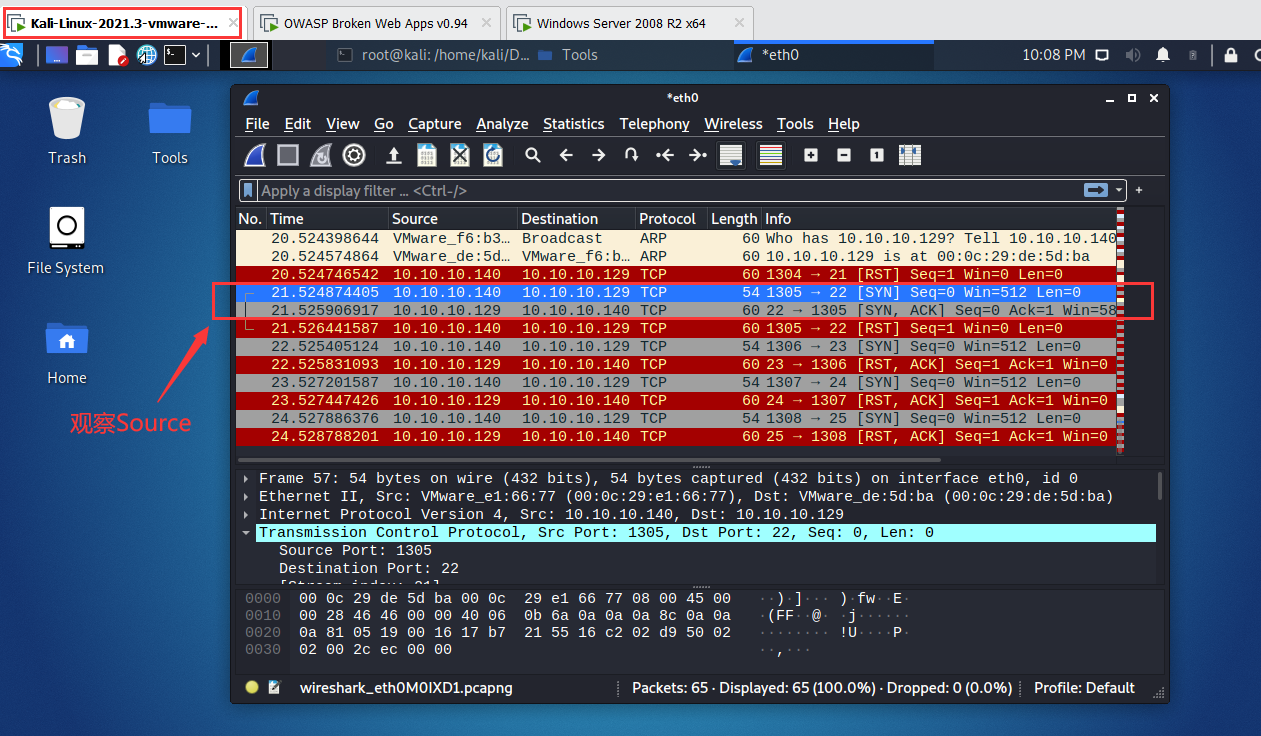 Kali-Linux-2021.3-vmware-...
OWASP Broken Web Apps v0.94
Windows Server 2008 R2 x64
root@kali: /home/kali/D...
Tools
*eth0
10:08 PM
Trash
Tools
File System
Home
观察Source
*eth0
File Edit View Go Capture Analyze Statistics Telephony Wireless Tools Help
Apply a display filter ... <Ctrl-/>
No. Time Source Destination Protocol Length Info
20.524398644 VMware_f6:b3… Broadcast ARP 60 Who has 10.10.10.129? Tell 10.10.10.140
20.524574864 VMware_de:5d… VMware_f6:b… ARP 60 10.10.10.129 is at 00:0c:29:de:5d:ba
20.524746542 10.10.10.140 10.10.10.129 TCP 60 1304 → 21 [RST] Seq=1 Win=0 Len=0
21.524874405 10.10.10.140 10.10.10.129 TCP 54 1305 → 22 [SYN] Seq=0 Win=512 Len=0
21.525906917 10.10.10.129 10.10.10.140 TCP 60 22 → 1305 [SYN, ACK] Seq=0 Ack=1 Win=58
21.526441587 10.10.10.140 10.10.10.129 TCP 60 1305 → 22 [RST] Seq=1 Win=0 Len=0
22.525405124 10.10.10.140 10.10.10.129 TCP 54 1306 → 23 [SYN] Seq=0 Win=512 Len=0
22.525831093 10.10.10.129 10.10.10.140 TCP 60 23 → 1306 [RST, ACK] Seq=1 Ack=1 Win=0
23.527201587 10.10.10.140 10.10.10.129 TCP 54 1307 → 24 [SYN] Seq=0 Win=512 Len=0
23.527447426 10.10.10.129 10.10.10.140 TCP 60 24 → 1307 [RST, ACK] Seq=1 Ack=1 Win=0
24.527886376 10.10.10.140 10.10.10.129 TCP 54 1308 → 25 [SYN] Seq=0 Win=512 Len=0
24.528788201 10.10.10.129 10.10.10.140 TCP 60 25 → 1308 [RST, ACK] Seq=1 Ack=1 Win=0
Frame 57: 54 bytes on wire (432 bits), 54 bytes captured (432 bits) on interface eth0, id 0
Ethernet II, Src: VMware_e1:66:77 (00:0c:29:e1:66:77), Dst: VMware_de:5d:ba (00:0c:29:de:5d:ba)
Internet Protocol Version 4, Src: 10.10.10.140, Dst: 10.10.10.129
Transmission Control Protocol, Src Port: 1305, Dst Port: 22, Seq: 0, Len: 0
Source Port: 1305
Destination Port: 22
0000 00 0c 29 de 5d ba 00 0c 29 e1 66 77 08 00 45 00 ··)·]··· )·fw··E·
0010 00 28 46 46 00 00 40 06 0b 6a 0a 0a 0a 8c 0a 0a ·(FF··@· ·j······
0020 0a 81 05 19 00 16 17 b7 21 55 16 c2 02 d9 50 02 ········ !U····P·
0030 02 00 2c ec 00 00 ··,···
wireshark_eth0M0IXD1.pcapng
Packets: 65 · Displayed: 65 (100.0%) · Dropped: 0 (0.0%)
Profile: Default